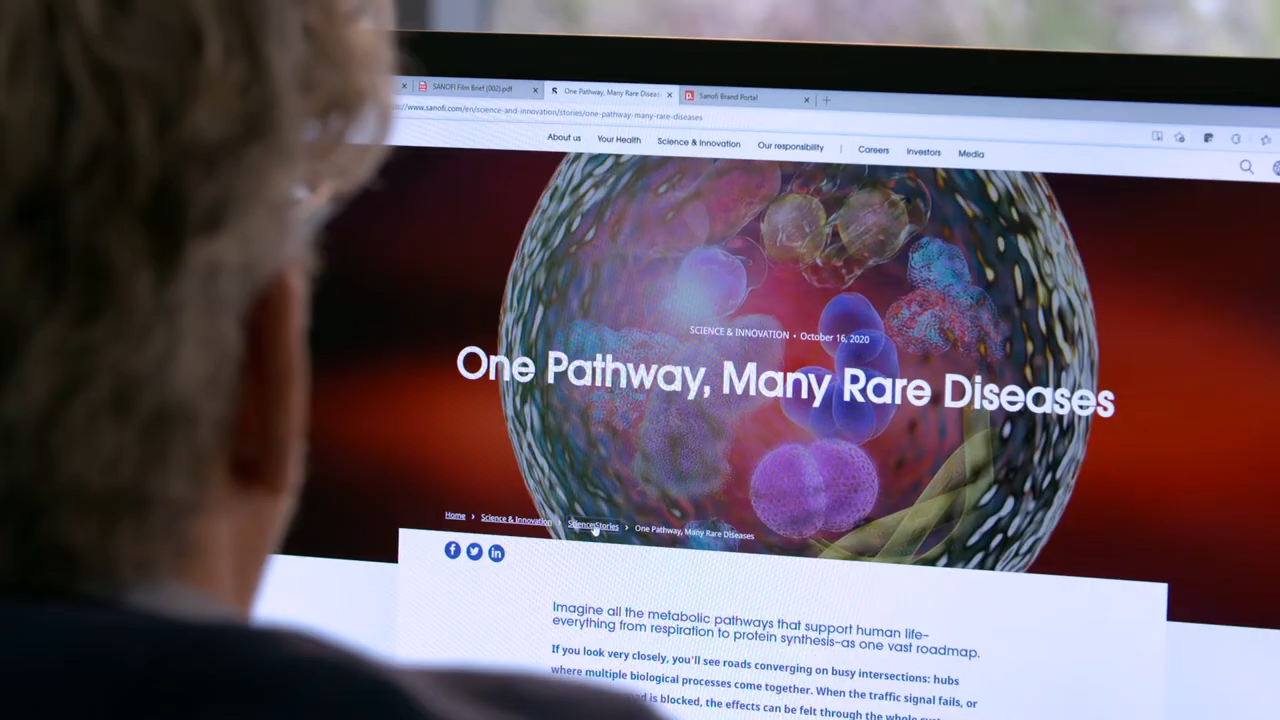 SANOFI Film Brief (002).pdf
One Pathway, Many Rare Diseas
Sanofi Brand Portal
www.sanofi.com/en/science-and-innovation/stories/one-pathway-many-rare-diseases
About us Your Health Science & Innovation Our responsibility | Careers Investors Media
SCIENCE & INNOVATION • October 16, 2020
One Pathway, Many Rare Diseases
Home > Science & Innovation > Science Stories > One Pathway, Many Rare Diseases
Imagine all the metabolic pathways that support human life–
everything from respiration to protein synthesis–as one vast roadmap.
If you look very closely, you'll see roads converging on busy intersections: hubs
where multiple biological processes come together. When the traffic signal fails, or
is blocked, the effects can be felt through the whole